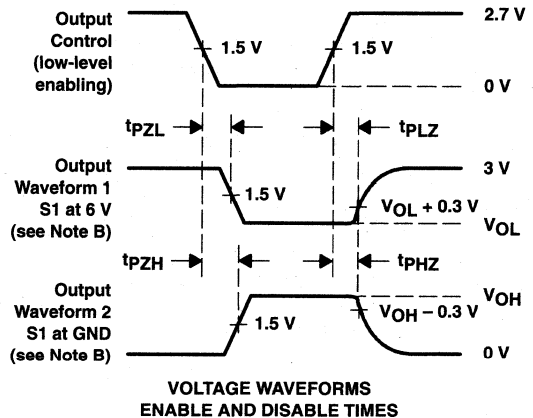 Output
Control
(low-level
enabling)
2.7 V
1.5 V
1.5 V
0 V
tPZL
tPLZ
Output
Waveform 1
S1 at 6 V
(see Note B)
3 V
1.5 V
VOL + 0.3 V
VOL
tPZH
tPHZ
Output
Waveform 2
S1 at GND
(see Note B)
VOH
1.5 V
VOH − 0.3 V
0 V
VOLTAGE WAVEFORMS
ENABLE AND DISABLE TIMES